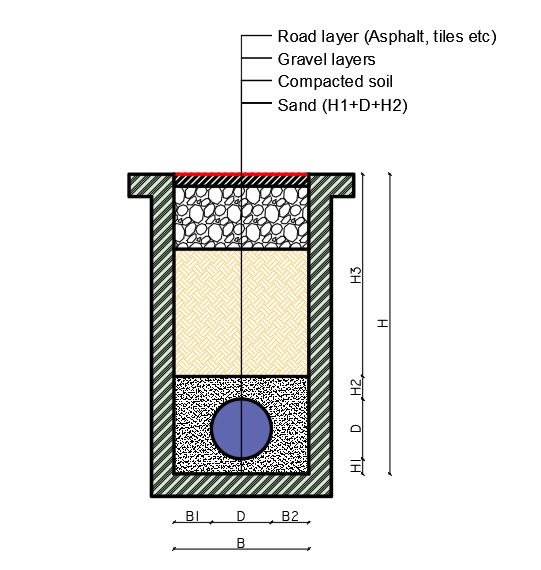 Road layer (Asphalt, tiles etc)
Gravel layers
Compacted soil
Sand (H1+D+H2)
H3
H
H2
D
H1
B1 D B2
B